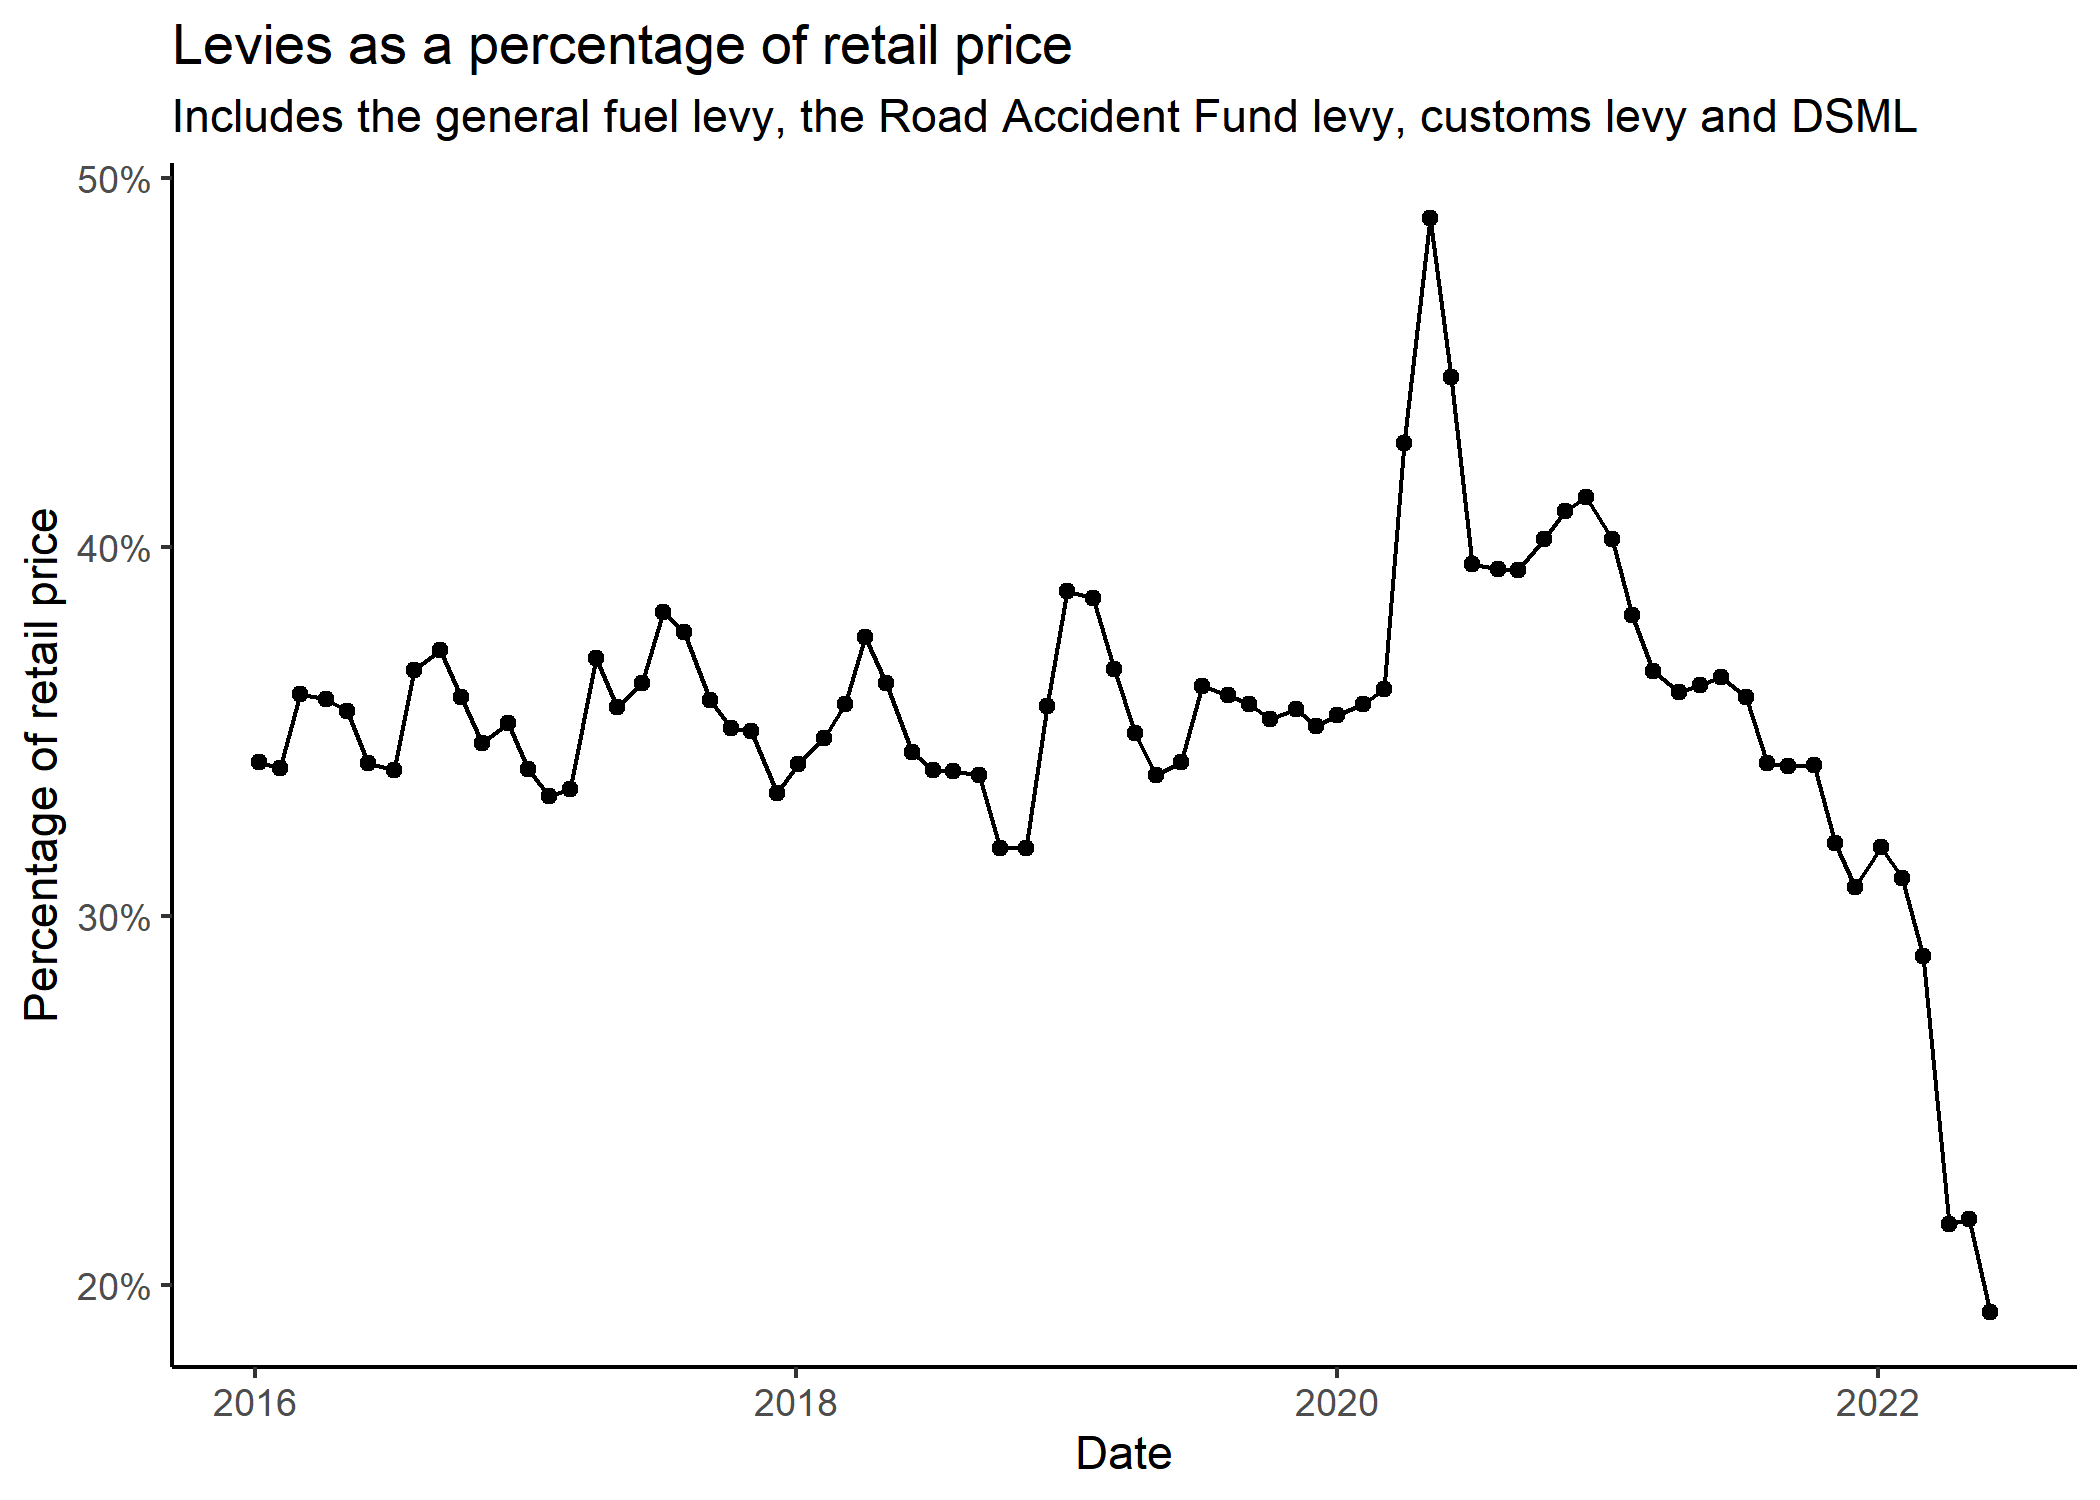 Levies as a percentage of retail price
Includes the general fuel levy, the Road Accident Fund levy, customs levy and DSML
Percentage of retail price
50%
40%
30%
20%
2016
2018
2020
2022
Date